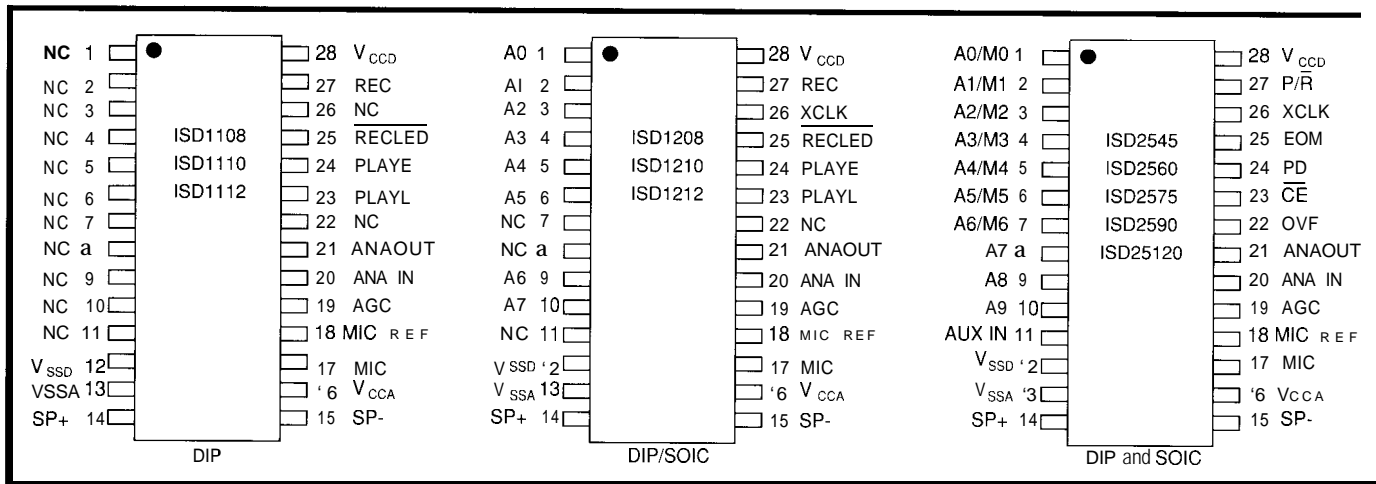 NC 1 28 VCCD
NC 2 27 REC
NC 3 26 NC
NC 4 25 RECLED
NC 5 24 PLAYE
NC 6 23 PLAYL
NC 7 22 NC
NC a 21 ANAOUT
NC 9 20 ANA IN
NC 10 19 AGC
NC 11 18 MIC REF
VSSD 12 17 MIC
VSSA 13 '6 VCCA
SP+ 14 15 SP-
ISD1108
ISD1110
ISD1112
DIP
A0 1 28 VCCD
AI 2 27 REC
A2 3 26 XCLK
A3 4 25 RECLED
A4 5 24 PLAYE
A5 6 23 PLAYL
NC 7 22 NC
NC a 21 ANAOUT
A6 9 20 ANA IN
A7 10 19 AGC
NC 11 18 MIC REF
VSSD '2 17 MIC
VSSA 13 '6 VCCA
SP+ 14 15 SP-
ISD1208
ISD1210
ISD1212
DIP/SOIC
A0/M0 1 28 VCCD
A1/M1 2 27 P/R̅
A2/M2 3 26 XCLK
A3/M3 4 25 EOM
A4/M4 5 24 PD
A5/M5 6 23 C̅E̅
A6/M6 7 22 OVF
A7 a 21 ANAOUT
A8 9 20 ANA IN
A9 10 19 AGC
AUX IN 11 18 MIC REF
VSSD '2 17 MIC
VSSA '3 '6 VCCA
SP+ 14 15 SP-
ISD2545
ISD2560
ISD2575
ISD2590
ISD25120
DIP and SOIC